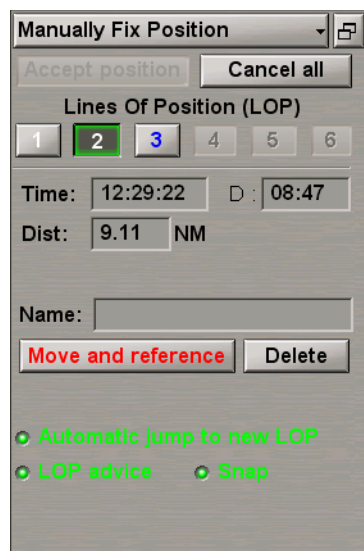 Manually Fix Position
Accept position Cancel all
Lines Of Position (LOP)
1 2 3 4 5 6
Time: 12:29:22 D : 08:47
Dist: 9.11 NM
Name:
Move and reference Delete
Automatic jump to new LOP
LOP advice Snap